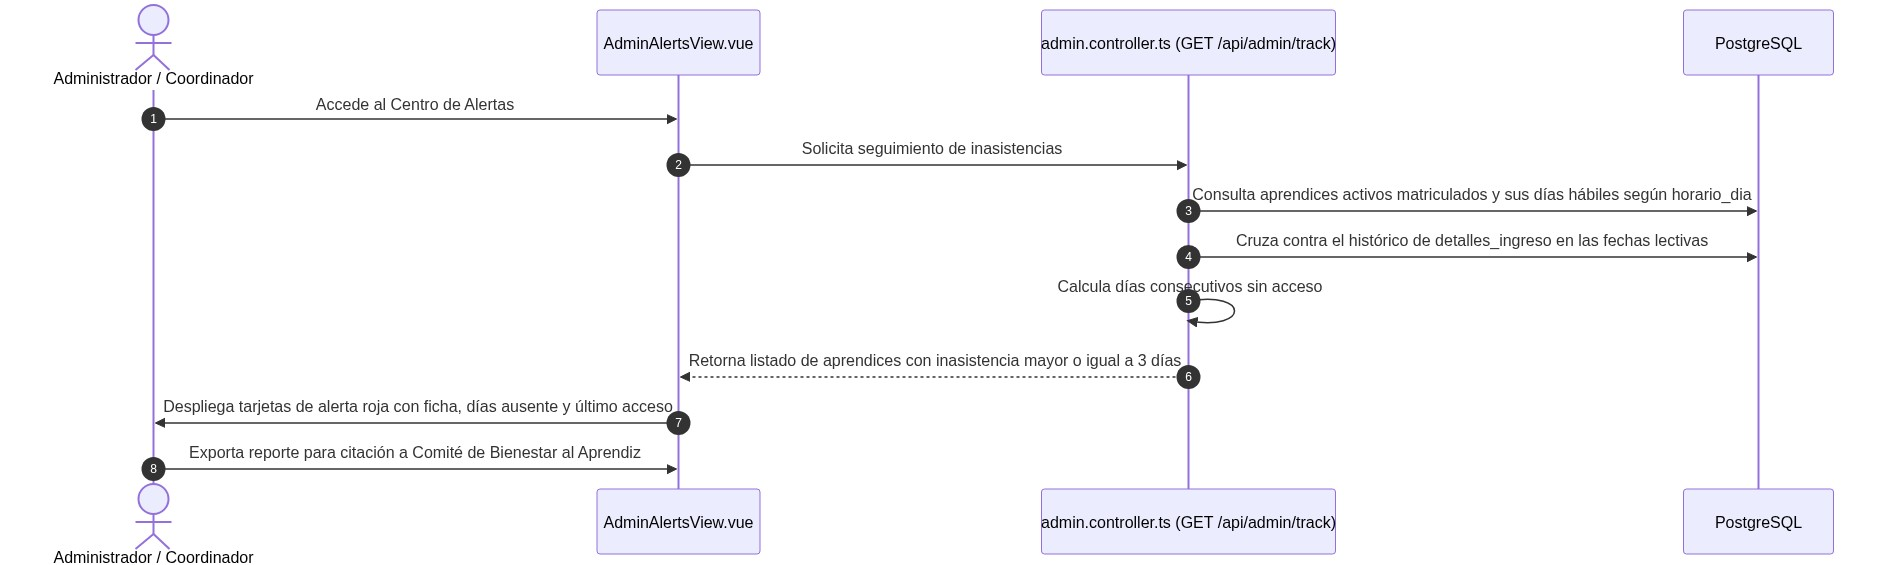 Administrador / Coordinador
AdminAlertsView.vue
admin.controller.ts (GET /api/admin/track)
PostgreSQL
Accede al Centro de Alertas
1
Solicita seguimiento de inasistencias
2
Consulta aprendices activos matriculados y sus días hábiles según horario_dia
3
Cruza contra el histórico de detalles_ingreso en las fechas lectivas
4
Calcula días consecutivos sin acceso
5
Retorna listado de aprendices con inasistencia mayor o igual a 3 días
6
Despliega tarjetas de alerta roja con ficha, días ausente y último acceso
7
Exporta reporte para citación a Comité de Bienestar al Aprendiz
8
Administrador / Coordinador
AdminAlertsView.vue
admin.controller.ts (GET /api/admin/track)
PostgreSQL